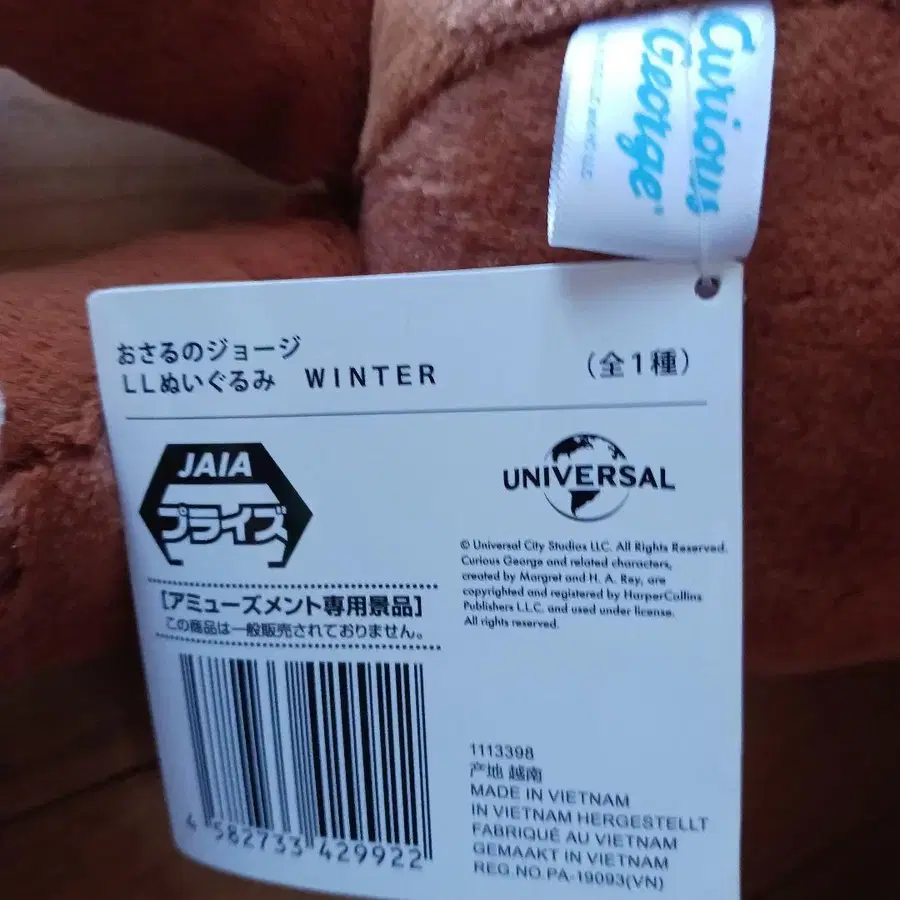 Curious
George
おさるのジョージ
LLぬいぐるみ WINTER
(全1種)
JAIA
プライズ
[アミューズメント専用景品]
この商品は一般販売されておりません。
4 582733 429922
UNIVERSAL
© Universal City Studios LLC. All Rights Reserved.
Curious George and related characters,
created by Margret and H. A. Rey, are
copyrighted and registered by HarperCollins
Publishers L.L.C. and used under license.
All rights reserved.
1113398
产地 越南
MADE IN VIETNAM
IN VIETNAM HERGESTELLT
FABRIQUÉ AU VIETNAM
GEMAAKT IN VIETNAM
REG.NO.PA-19093(VN)